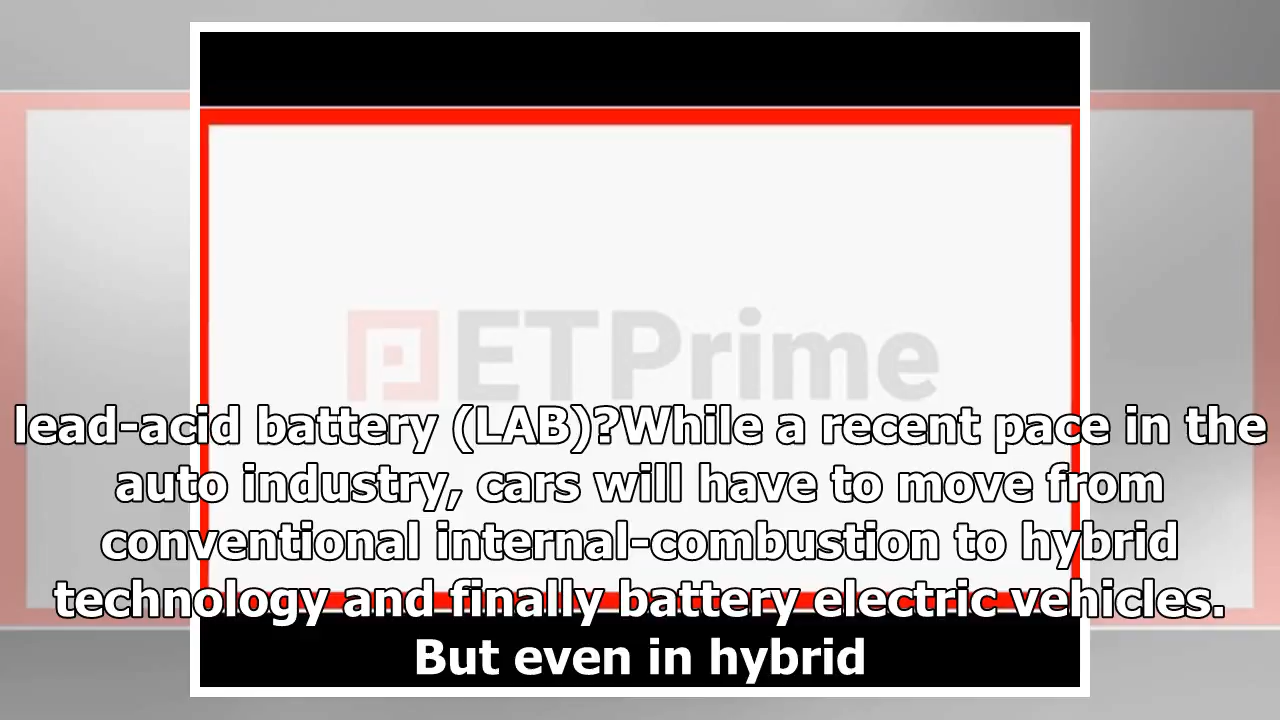 ETPrime
lead-acid battery (LAB)?While a recent pace in the
auto industry, cars will have to move from
conventional internal-combustion to hybrid
technology and finally battery electric vehicles.
But even in hybrid